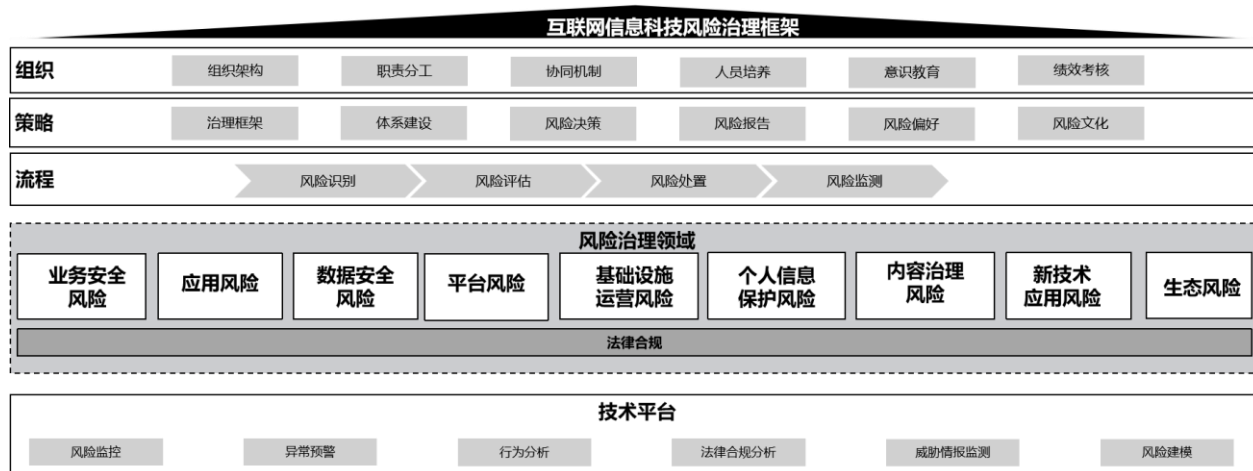 互联网信息科技风险治理框架
组织 组织架构 职责分工 协同机制 人员培养 意识教育 绩效考核
策略 治理框架 体系建设 风险决策 风险报告 风险偏好 风险文化
流程 风险识别 风险评估 风险处置 风险监测
风险治理领域
业务安全
风险
应用风险
数据安全
风险
平台风险
基础设施
运营风险
个人信息
保护风险
内容治理
风险
新技术
应用风险
生态风险
法律合规
技术平台
风险监控 异常预警 行为分析 法律合规分析 威胁情报监测 风险建模